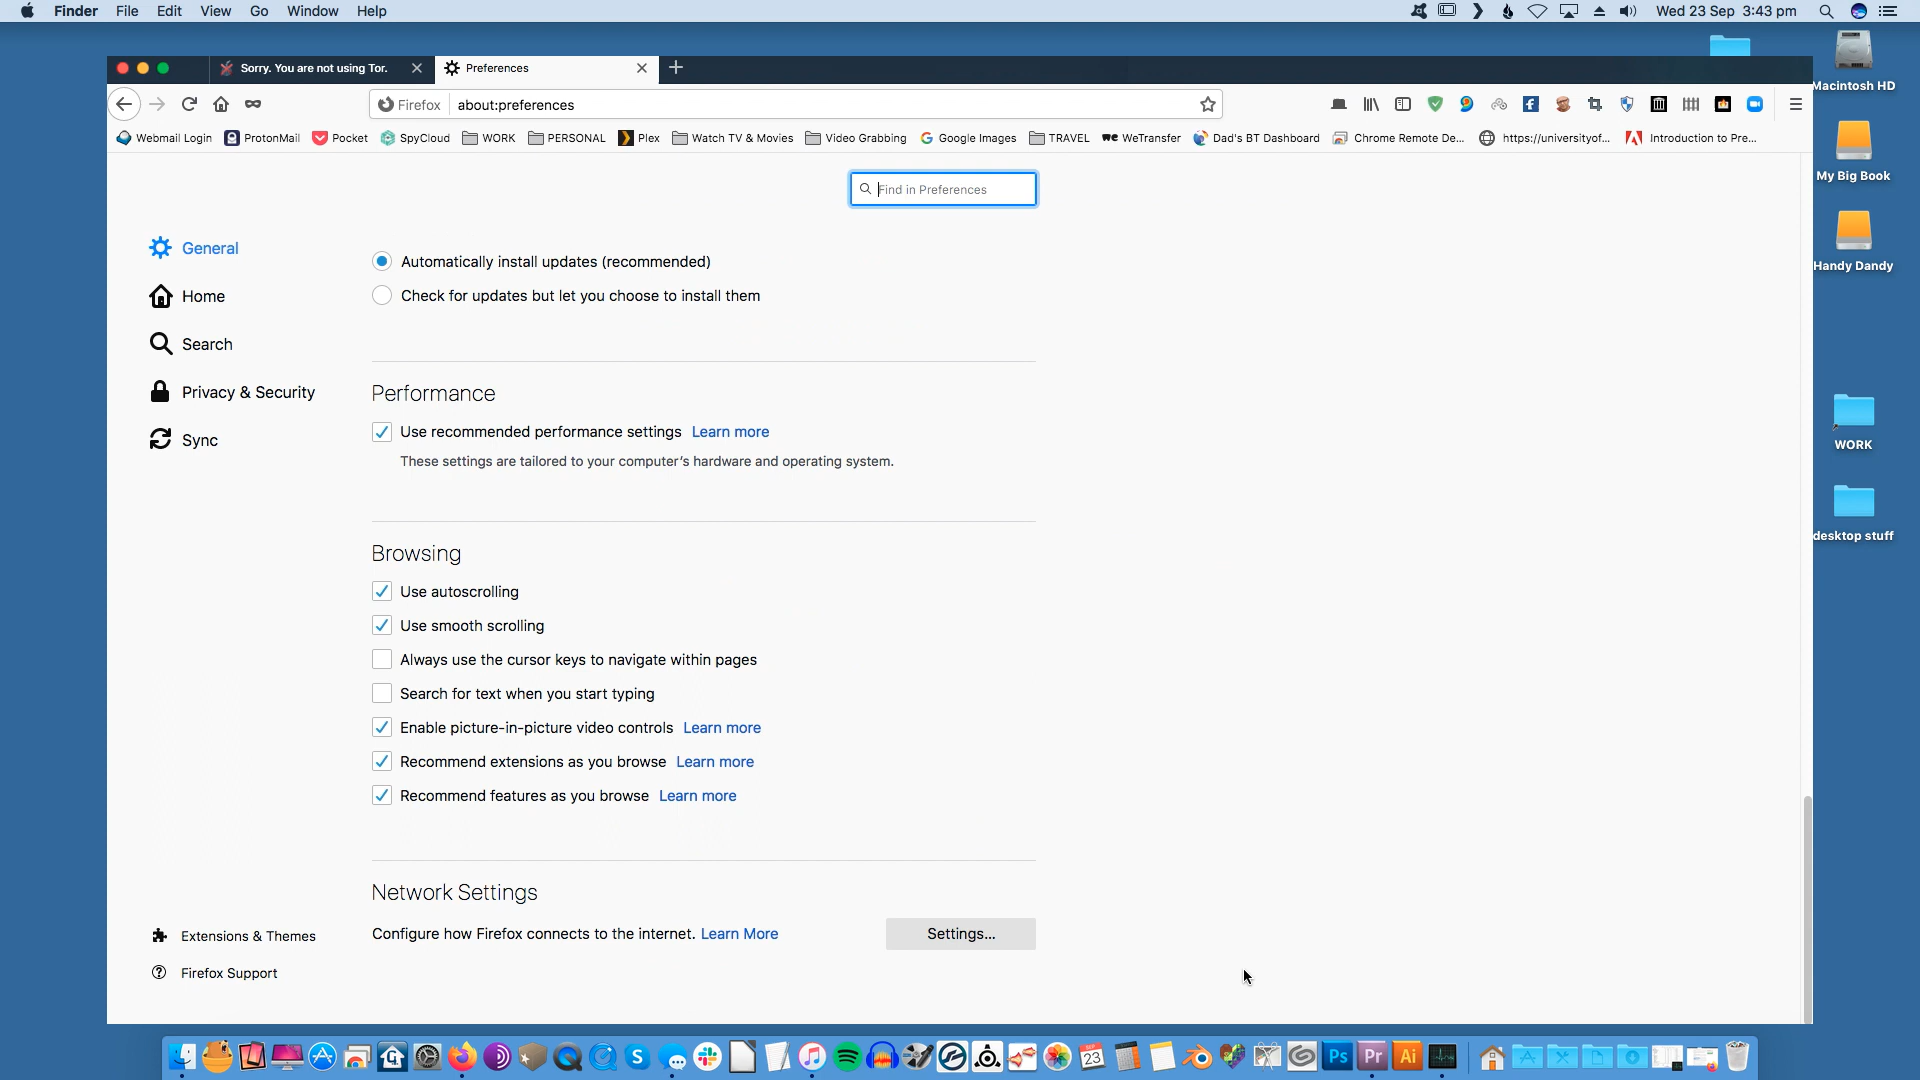 Finder File Edit View Go Window Help
Wed 23 Sep 3:43 pm
Sorry. You are not using Tor.
Preferences
Firefox about:preferences
Webmail Login ProtonMail Pocket SpyCloud WORK PERSONAL Plex Watch TV & Movies Video Grabbing Google Images TRAVEL WeTransfer Dad's BT Dashboard Chrome Remote De... https://universityof... Introduction to Pre...
Find in Preferences
General
Home
Search
Privacy & Security
Sync
Extensions & Themes
Firefox Support
Automatically install updates (recommended)
Check for updates but let you choose to install them
Performance
Use recommended performance settings Learn more
These settings are tailored to your computer's hardware and operating system.
Browsing
Use autoscrolling
Use smooth scrolling
Always use the cursor keys to navigate within pages
Search for text when you start typing
Enable picture-in-picture video controls Learn more
Recommend extensions as you browse Learn more
Recommend features as you browse Learn more
Network Settings
Configure how Firefox connects to the internet. Learn More
Settings...
Macintosh HD
My Big Book
Handy Dandy
WORK
desktop stuff
SEP
23
Ps
Pr
Ai